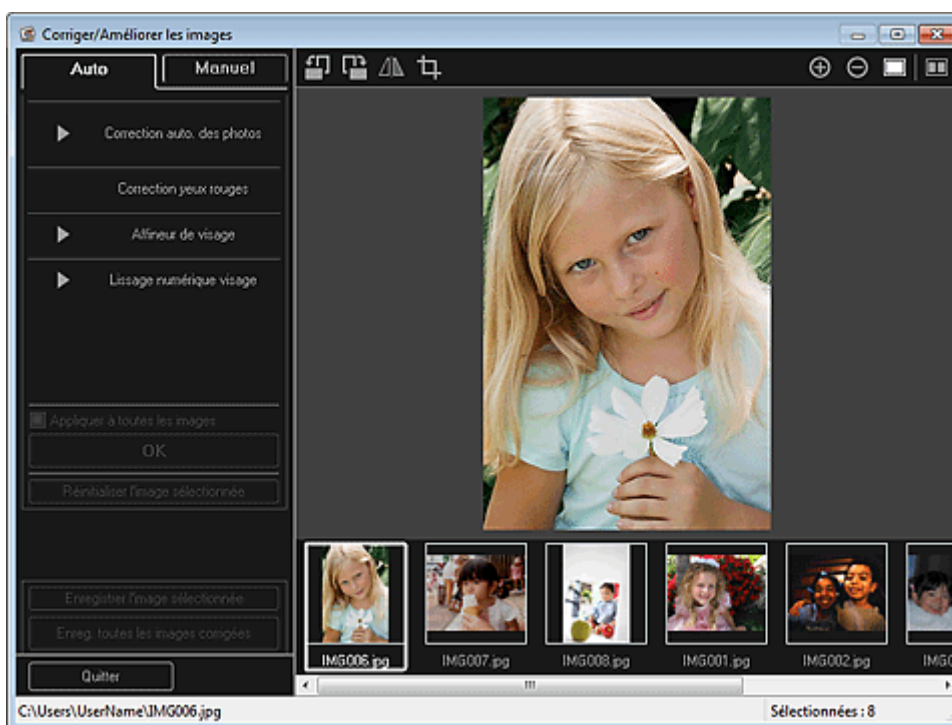 Corriger/Améliorer les images
Auto
Manuel
Correction auto. des photos
Correction yeux rouges
Affineur de visage
Lissage numérique visage
Appliquer à toutes les images
OK
Réinitialiser l'image sélectionnée
Enregistrer l'image sélectionnée
Enreg. toutes les images corrigées
Quitter
IMG006.jpg
IMG007.jpg
IMG008.jpg
IMG001.jpg
IMG002.jpg
IMG0
C:\Users\UserName\IMG006.jpg
Sélectionnées : 8